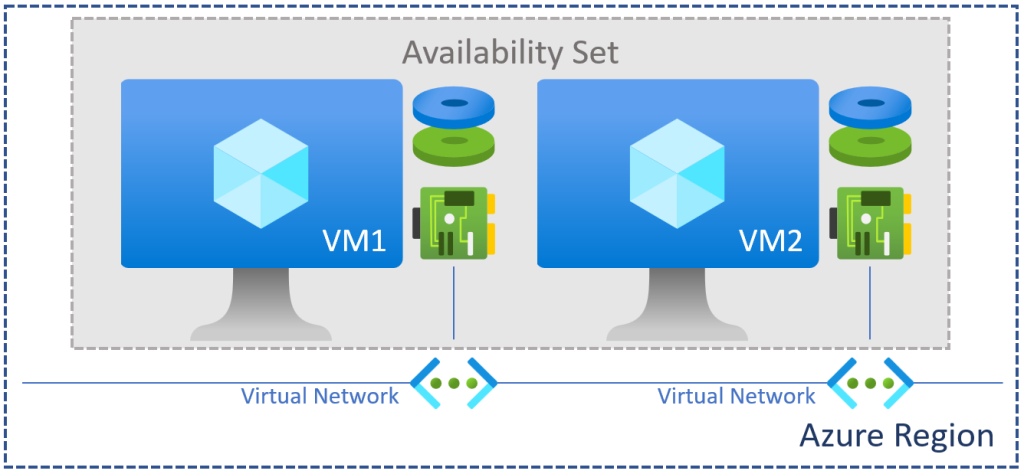 Availability Set
VM1
VM2
Virtual Network
Virtual Network
Azure Region